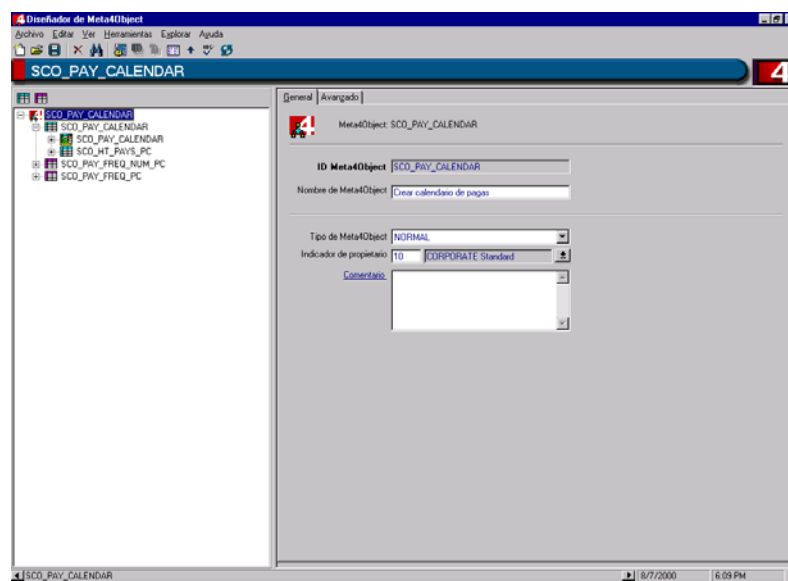 Diseñador de Meta4Object
Archivo Editar Ver Herramientas Explorar Ayuda
SCO_PAY_CALENDAR
4
General Avanzado
SCO_PAY_CALENDAR
SCO_PAY_CALENDAR
SCO_PAY_CALENDAR
SCO_HT_PAYS_PC
SCO_PAY_FREQ_NUM_PC
SCO_PAY_FREQ_PC
Meta4Object: SCO_PAY_CALENDAR
ID Meta4Object SCO_PAY_CALENDAR
Nombre de Meta4Object Crear calendario de pagas
Tipo de Meta4Object NORMAL
Indicador de propietario 10 CORPORATE Standard
Comentario
SCO_PAY_CALENDAR 8/7/2000 6:09 PM